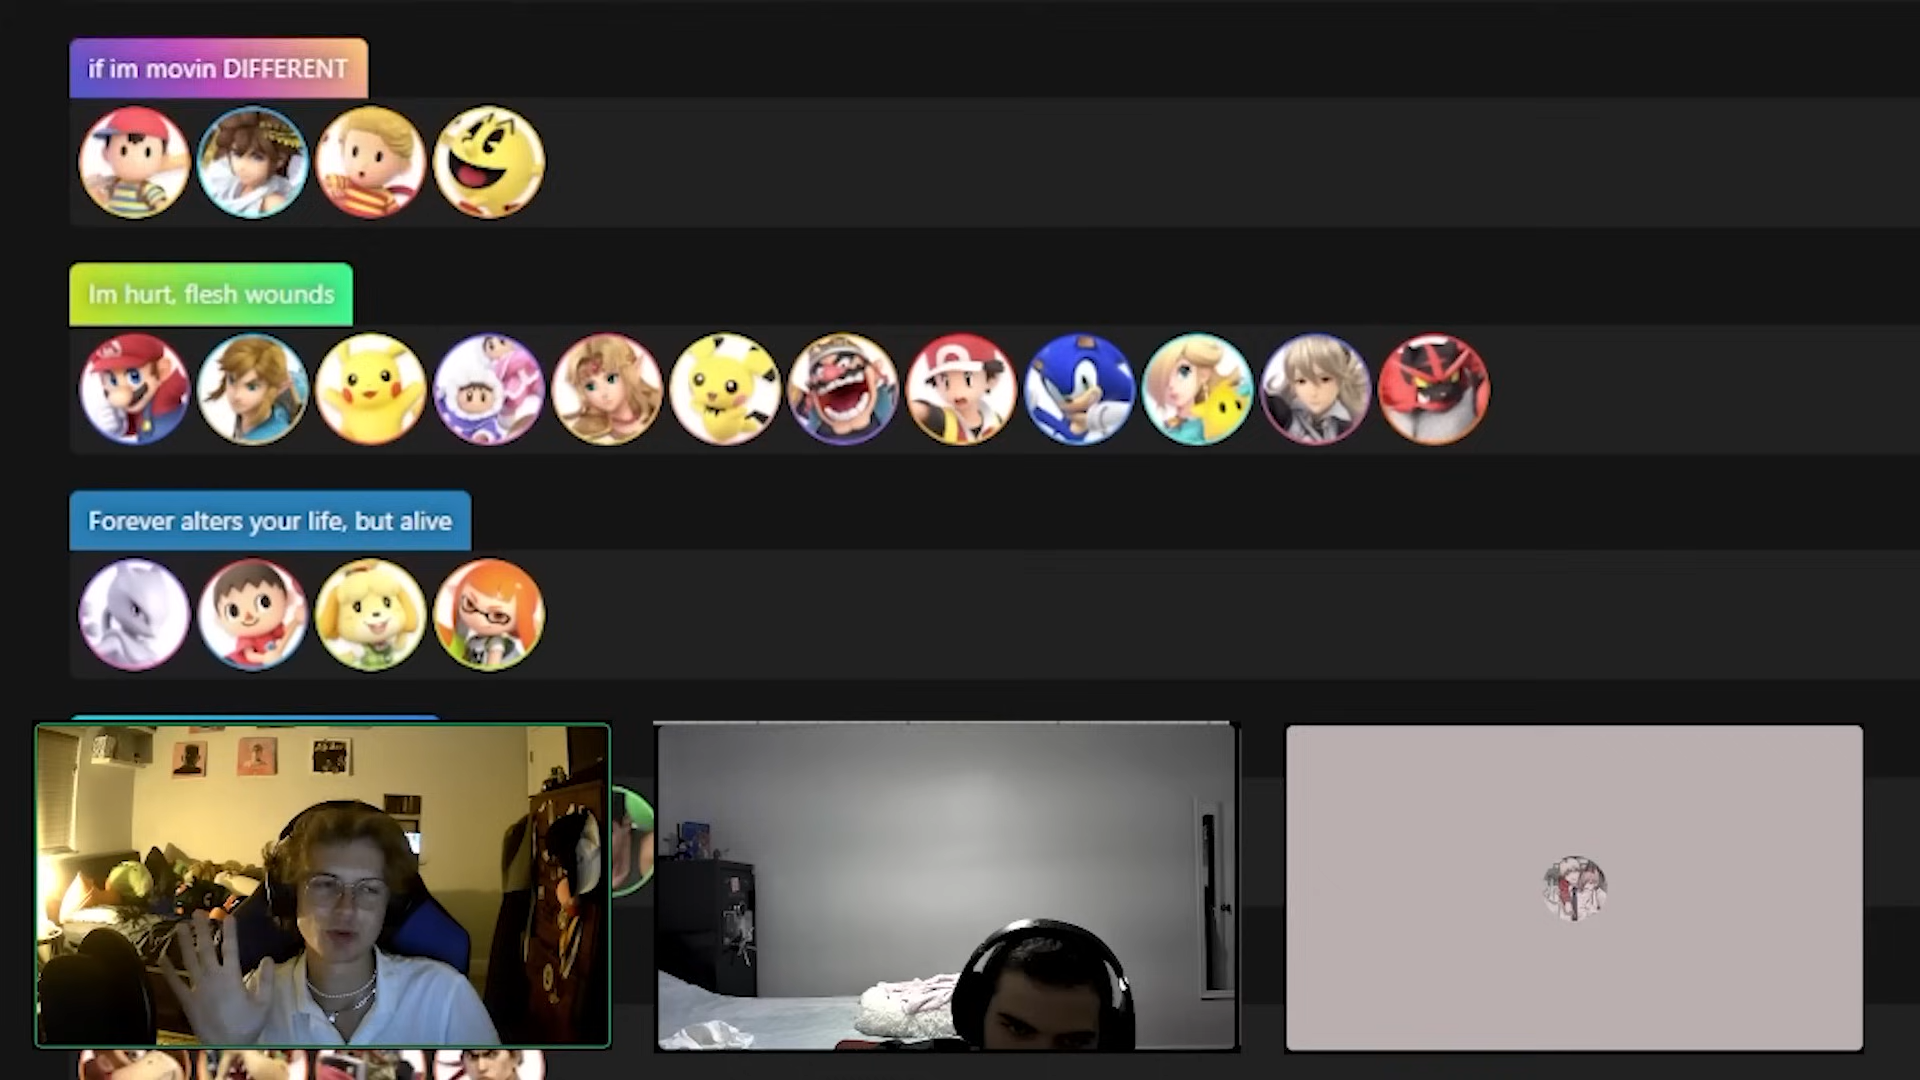 if im movin DIFFERENT
Im hurt, flesh wounds
Forever alters your life, but alive